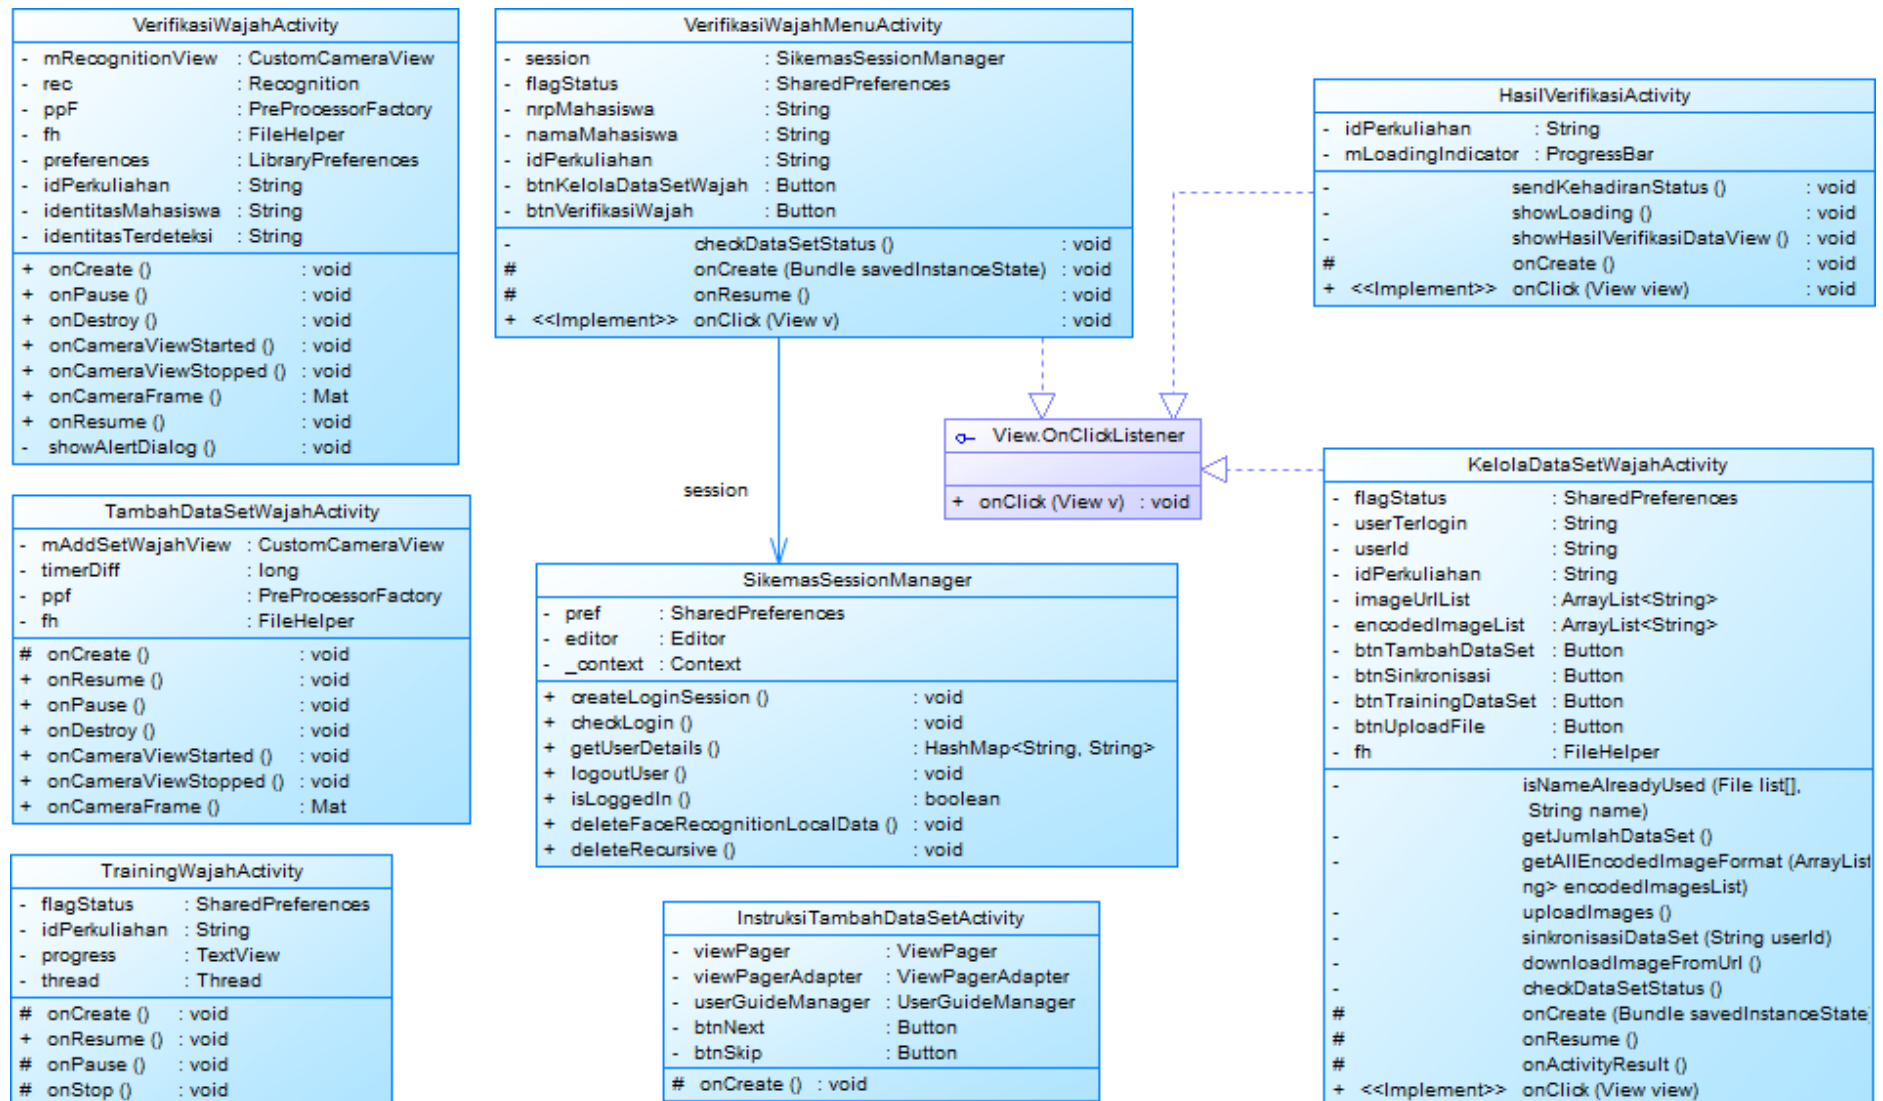 VerifikasiWajahActivity
- mRecognitionView : CustomCameraView
- rec : Recognition
- ppF : PreProcessorFactory
- fh : FileHelper
- preferences : LibraryPreferences
- idPerkuliahan : String
- identitasMahasiswa : String
- identitasTerdeteksi : String
+ onCreate () : void
+ onPause () : void
+ onDestroy () : void
+ onCameraViewStarted () : void
+ onCameraViewStopped () : void
+ onCameraFrame () : Mat
+ onResume () : void
- showAlertDialog () : void
VerifikasiWajahMenuActivity
- session : SikemasSessionManager
- flagStatus : SharedPreferences
- nrpMahasiswa : String
- namaMahasiswa : String
- idPerkuliahan : String
- btnKelolaDataSetWajah : Button
- btnVerifikasiWajah : Button
- checkDataSetStatus () : void
# onCreate (Bundle savedInstanceState) : void
# onResume () : void
+ <<Implement>> onClick (View v) : void
HasilVerifikasiActivity
- idPerkuliahan : String
- mLoadingIndicator : ProgressBar
- sendKehadiranStatus () : void
- showLoading () : void
- showHasilVerifikasiDataView () : void
# onCreate () : void
+ <<Implement>> onClick (View view) : void
View.OnClickListener
+ onClick (View v) : void
session
TambahDataSetWajahActivity
- mAddSetWajahView : CustomCameraView
- timerDiff : long
- ppf : PreProcessorFactory
- fh : FileHelper
# onCreate () : void
+ onResume () : void
+ onPause () : void
+ onDestroy () : void
+ onCameraViewStarted () : void
+ onCameraViewStopped () : void
+ onCameraFrame () : Mat
SikemasSessionManager
- pref : SharedPreferences
- editor : Editor
- _context : Context
+ createLoginSession () : void
+ checkLogin () : void
+ getUserDetails () : HashMap<String, String>
+ logoutUser () : void
+ isLoggedIn () : boolean
+ deleteFaceRecognitionLocalData () : void
+ deleteRecursive () : void
KelolaDataSetWajahActivity
- flagStatus : SharedPreferences
- userTerlogin : String
- userId : String
- idPerkuliahan : String
- imageUrlList : ArrayList<String>
- encodedImageList : ArrayList<String>
- btnTambahDataSet : Button
- btnSinkronisasi : Button
- btnTrainingDataSet : Button
- btnUploadFile : Button
- fh : FileHelper
- isNameAlreadyUsed (File list[],
String name)
- getJumlahDataSet ()
- getAllEncodedImageFormat (ArrayList
ng> encodedImagesList)
- uploadImages ()
- sinkronisasiDataSet (String userId)
- downloadImageFromUrl ()
- checkDataSetStatus ()
# onCreate (Bundle savedInstanceState)
# onResume ()
# onActivityResult ()
+ <<Implement>> onClick (View view)
TrainingWajahActivity
- flagStatus : SharedPreferences
- idPerkuliahan : String
- progress : TextView
- thread : Thread
# onCreate () : void
+ onResume () : void
# onPause () : void
# onStop () : void
InstruksiTambahDataSetActivity
- viewPager : ViewPager
- viewPagerAdapter : ViewPagerAdapter
- userGuideManager : UserGuideManager
- btnNext : Button
- btnSkip : Button
# onCreate () : void